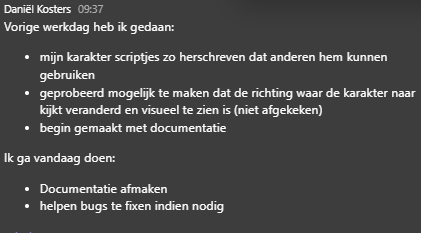 Daniël Kosters 09:37
Vorige werkdag heb ik gedaan:
• mijn karakter scriptjes zo herschreven dat anderen hem kunnen
gebruiken
• geprobeerd mogelijk te maken dat de richting waar de karakter naar
kijkt veranderd en visueel te zien is (niet afgekeken)
• begin gemaakt met documentatie
Ik ga vandaag doen:
• Documentatie afmaken
• helpen bugs te fixen indien nodig